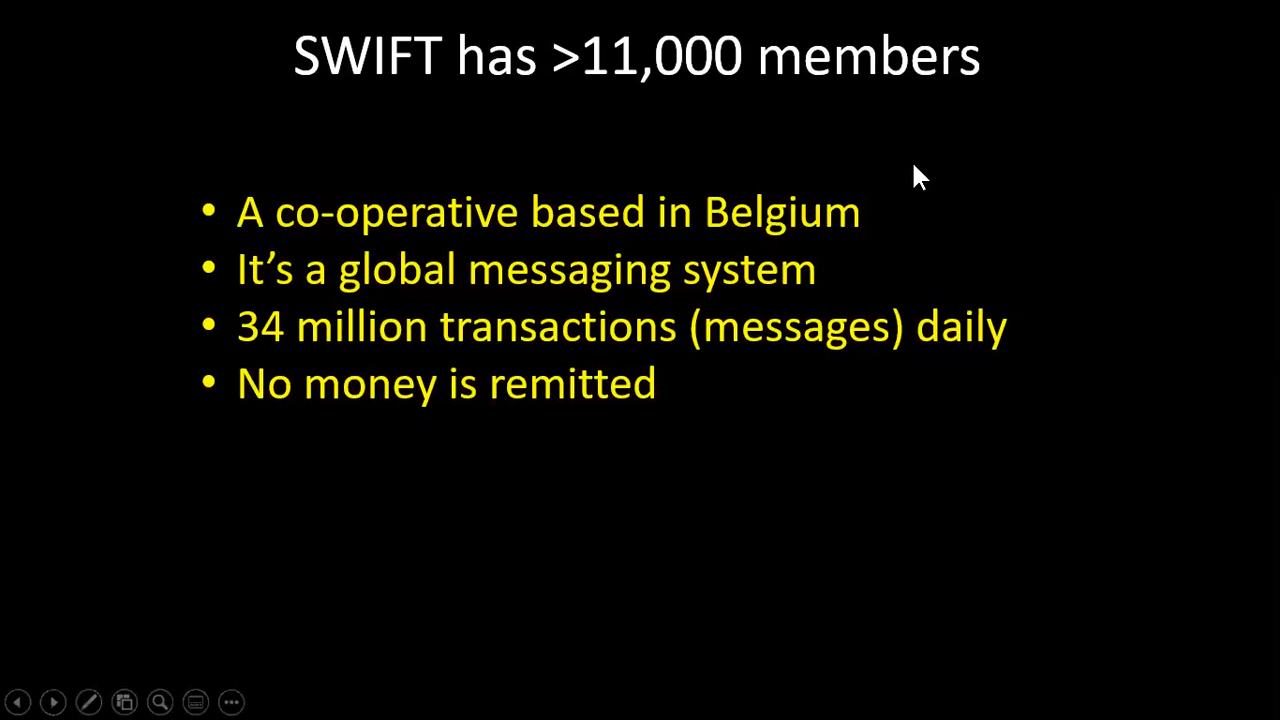 SWIFT has >11,000 members
• A co-operative based in Belgium
• It’s a global messaging system
• 34 million transactions (messages) daily
• No money is remitted